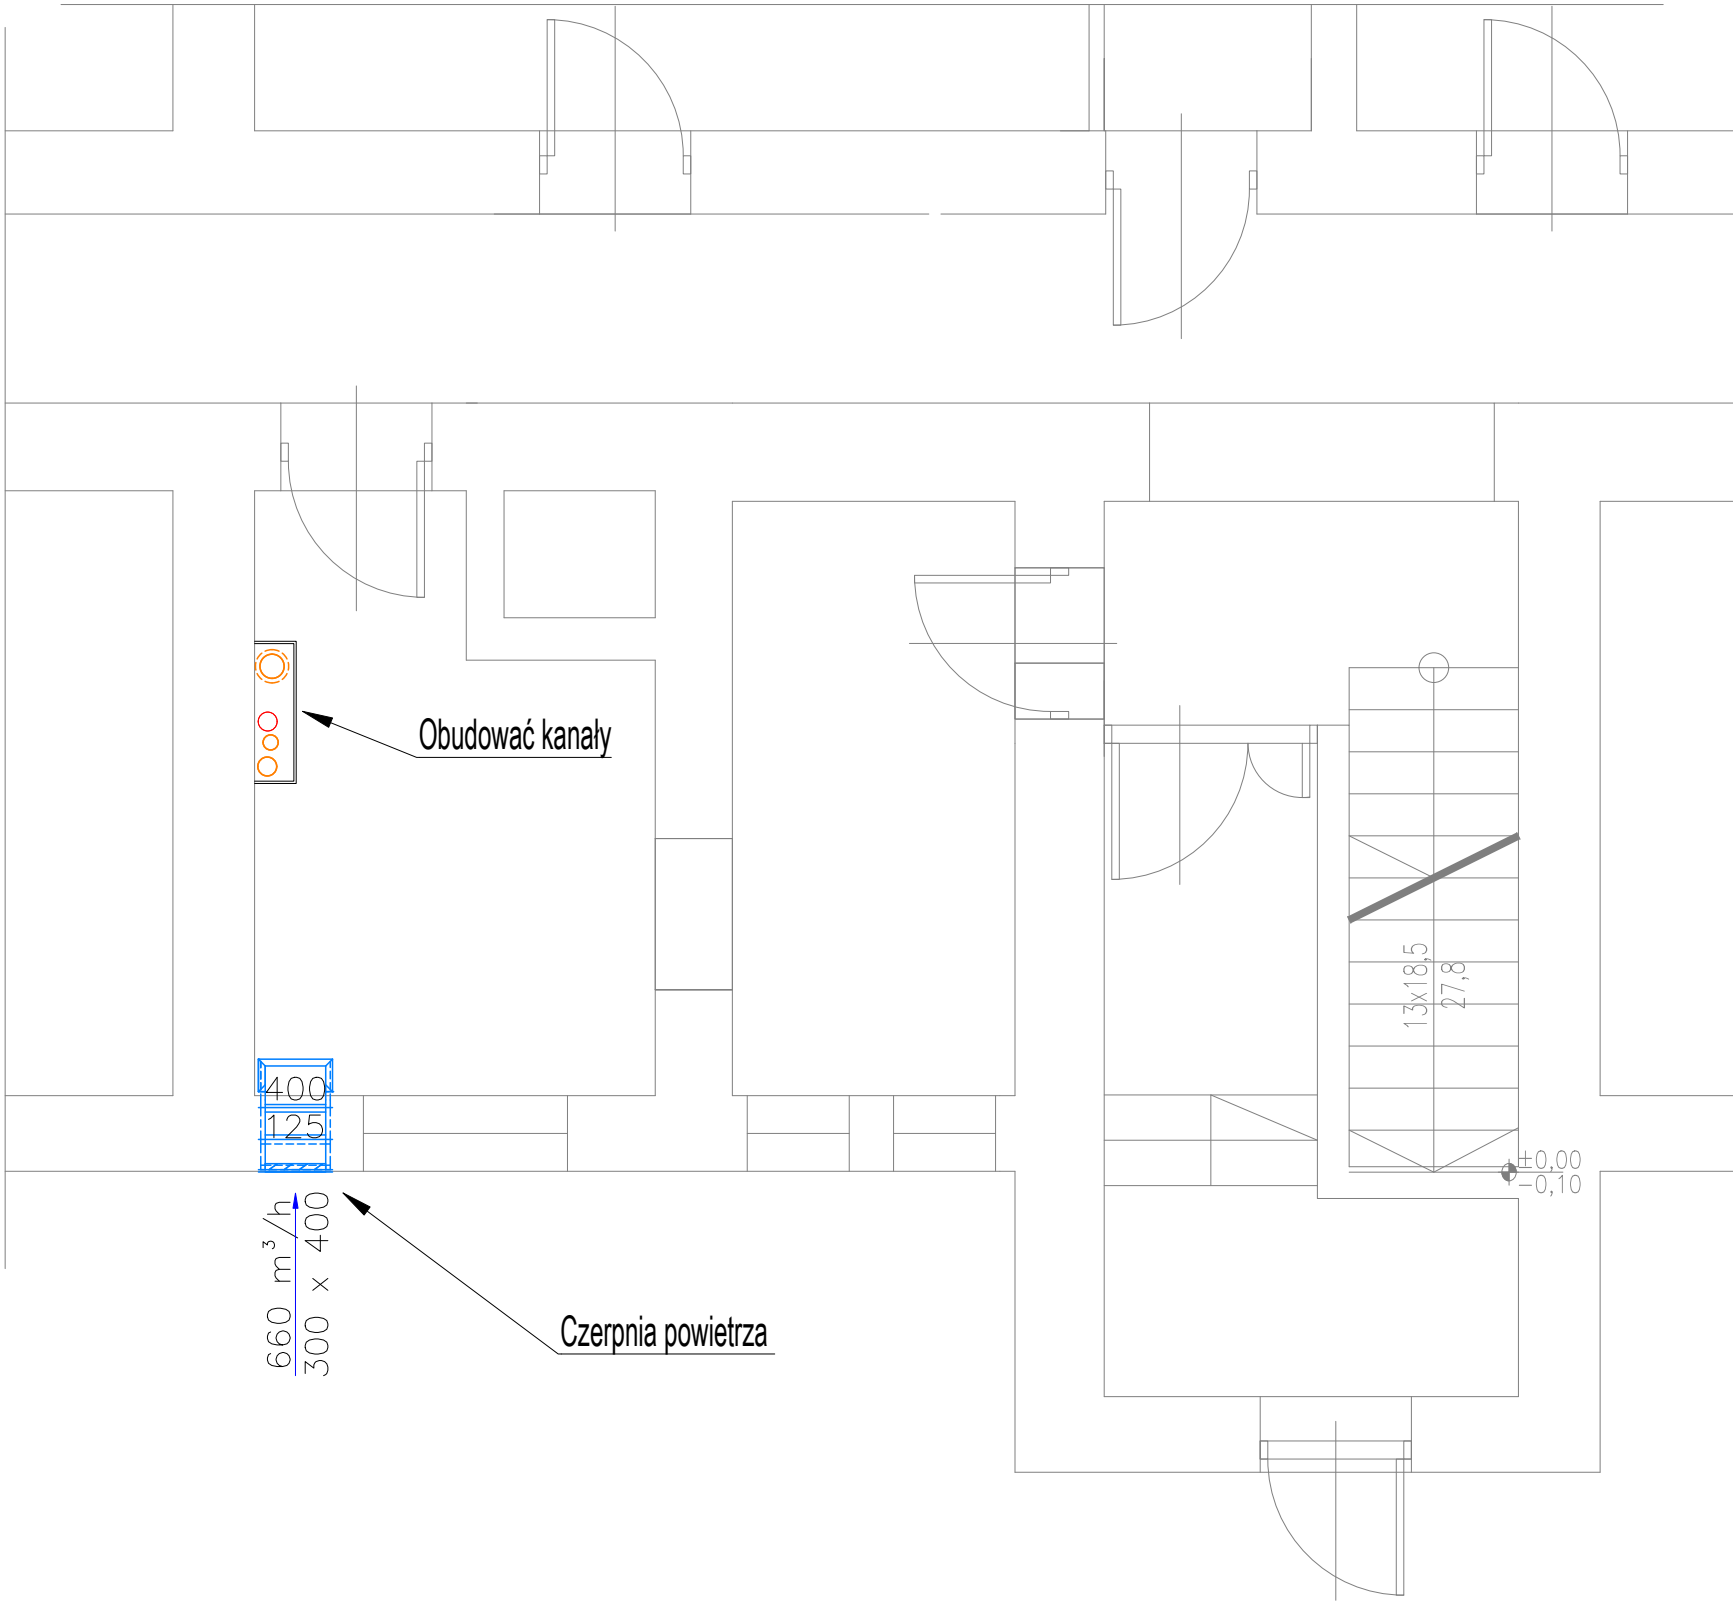 Obudować kanały
13x18,5
27,8
400
125
±0,00
-0,10
660 m³/h
300 x 400
Czerpnia powietrza